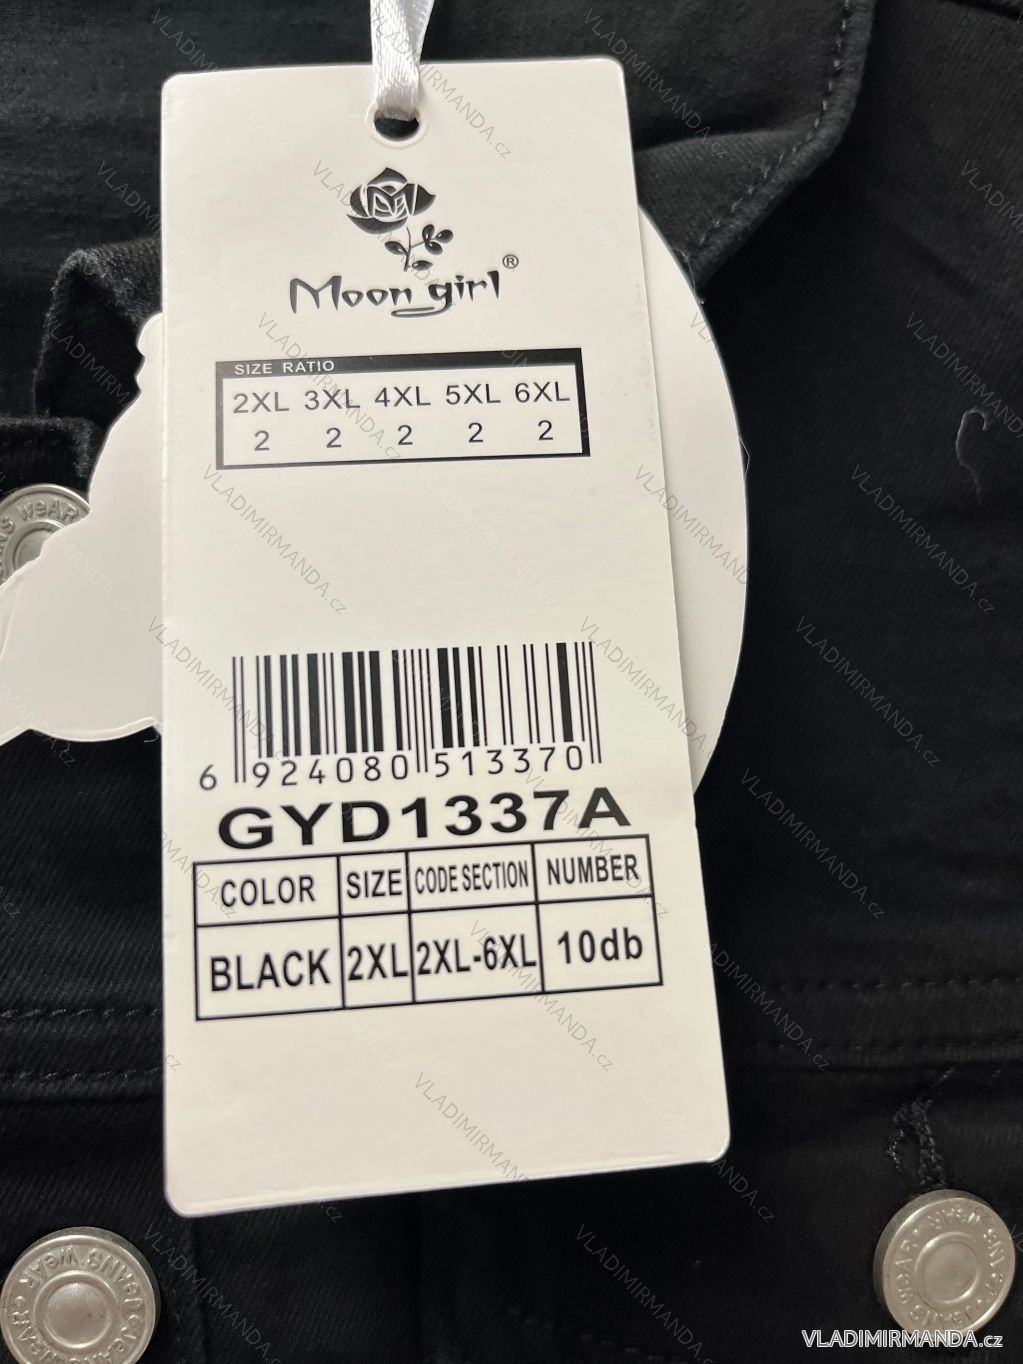 Moon girl®
SIZE RATIO
2XL 3XL 4XL 5XL 6XL
2 2 2 2 2
6 924080 513370
GYD1337A
COLOR SIZE CODE SECTION NUMBER
BLACK 2XL 2XL-6XL 10db
VLADIMIRMANDA.cz